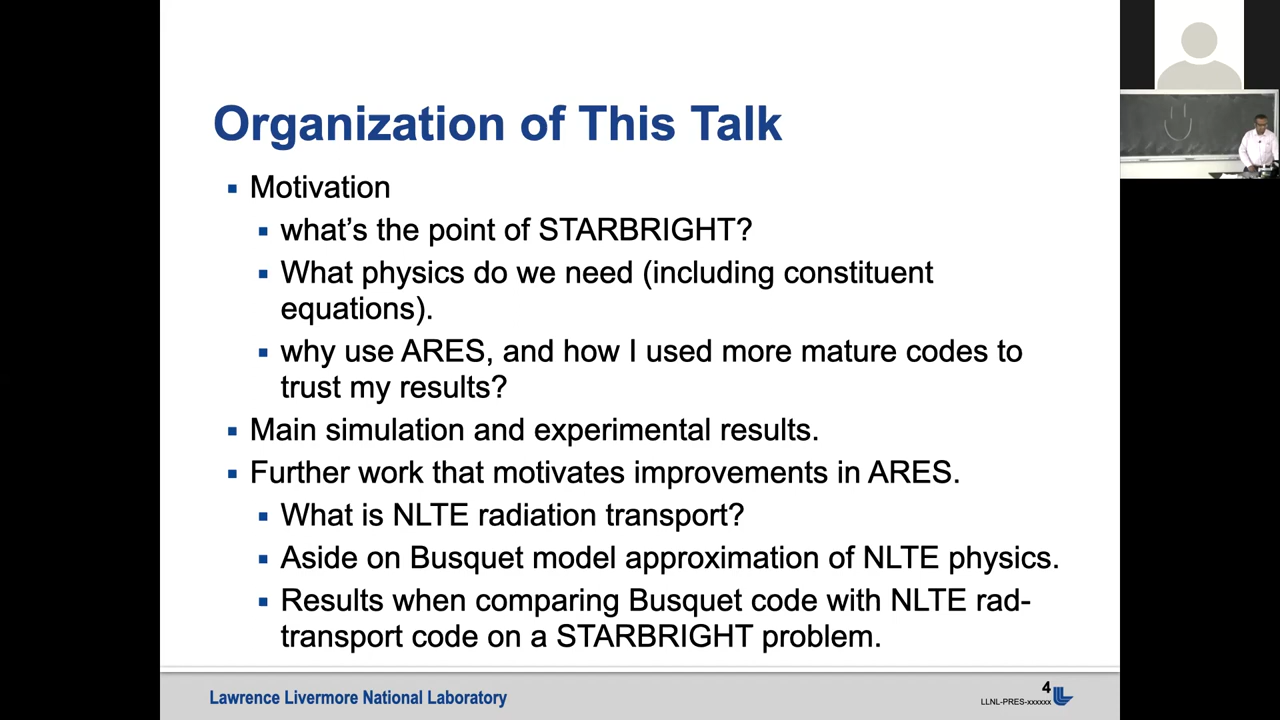 Organization of This Talk
▪ Motivation
▪ what’s the point of STARBRIGHT?
▪ What physics do we need (including constituent
equations).
▪ why use ARES, and how I used more mature codes to
trust my results?
▪ Main simulation and experimental results.
▪ Further work that motivates improvements in ARES.
▪ What is NLTE radiation transport?
▪ Aside on Busquet model approximation of NLTE physics.
▪ Results when comparing Busquet code with NLTE rad-
transport code on a STARBRIGHT problem.
Lawrence Livermore National Laboratory
4
LLNL-PRES-xxxxxx